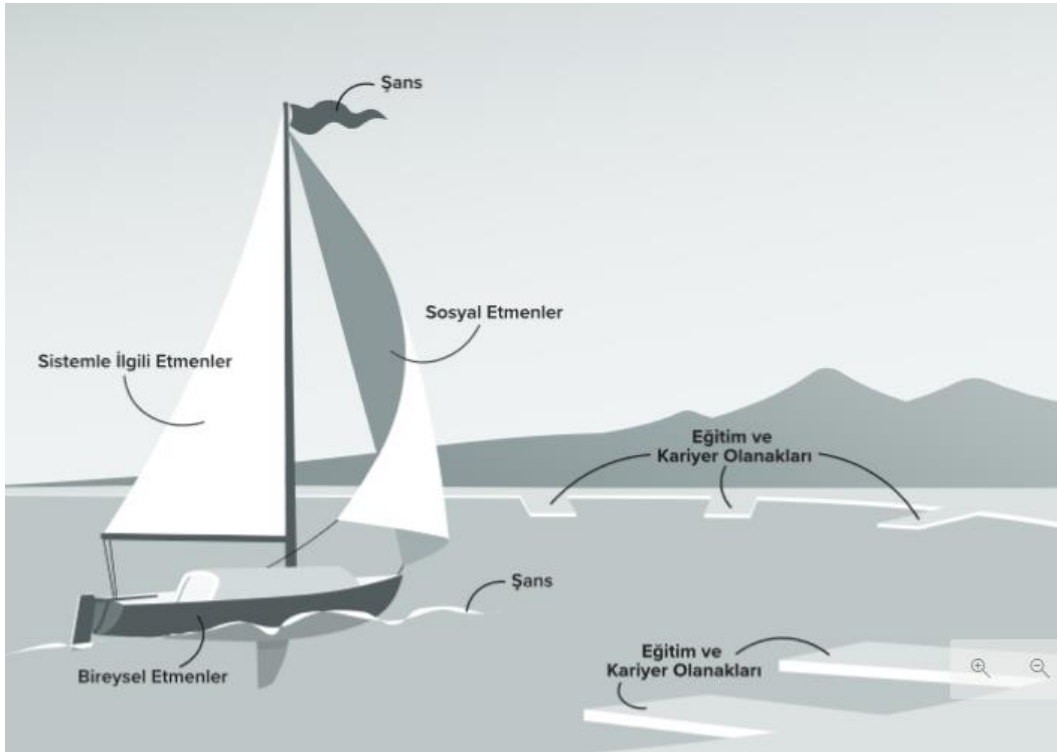 Şans
Sosyal Etmenler
Sistemle İlgili Etmenler
Eğitim ve
Kariyer Olanakları
Şans
Bireysel Etmenler
Eğitim ve
Kariyer Olanakları